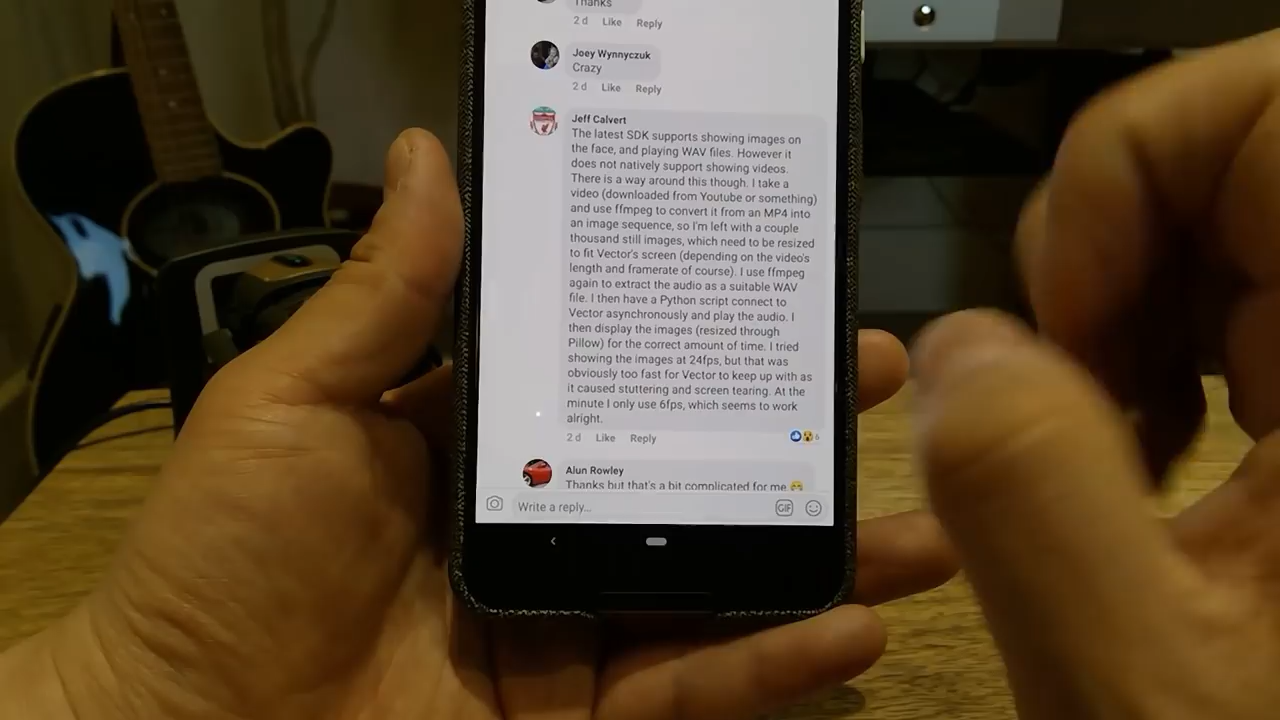 Thanks
2 d Like Reply
Joey Wynnyczuk
Crazy
2 d Like Reply
Jeff Calvert
The latest SDK supports showing images on
the face, and playing WAV files. However it
does not natively support showing videos.
There is a way around this though. I take a
video (downloaded from Youtube or something)
and use ffmpeg to convert it from an MP4 into
an image sequence, so I'm left with a couple
thousand still images, which need to be resized
to fit Vector's screen (depending on the video's
length and framerate of course). I use ffmpeg
again to extract the audio as a suitable WAV
file. I then have a Python script connect to
Vector asynchronously and play the audio. I
then display the images (resized through
Pillow) for the correct amount of time. I tried
showing the images at 24fps, but that was
obviously too fast for Vector to keep up with as
it caused stuttering and screen tearing. At the
minute I only use 6fps, which seems to work
alright.
2 d Like Reply 6
Alun Rowley
Thanks but that's a bit complicated for me
Write a reply... GIF